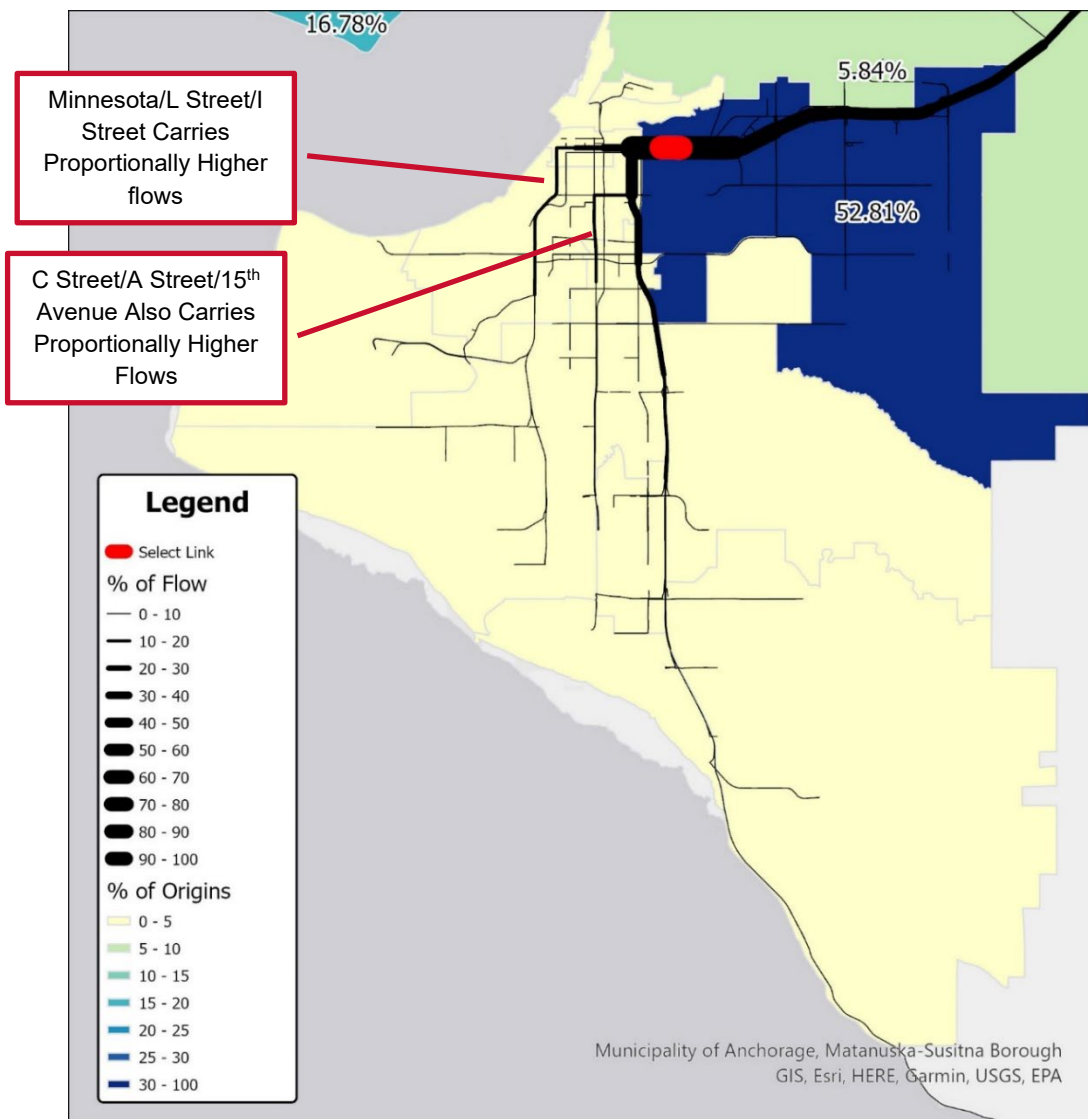 16.78%
5.84%
Minnesota/L Street/I
Street Carries
Proportionally Higher
flows
52.81%
C Street/A Street/15th
Avenue Also Carries
Proportionally Higher
Flows
Legend
Select Link
% of Flow
0 - 10
10 - 20
20 - 30
30 - 40
40 - 50
50 - 60
60 - 70
70 - 80
80 - 90
90 - 100
% of Origins
0 - 5
5 - 10
10 - 15
15 - 20
20 - 25
25 - 30
30 - 100
Municipality of Anchorage, Matanuska-Susitna Borough
GIS, Esri, HERE, Garmin, USGS, EPA